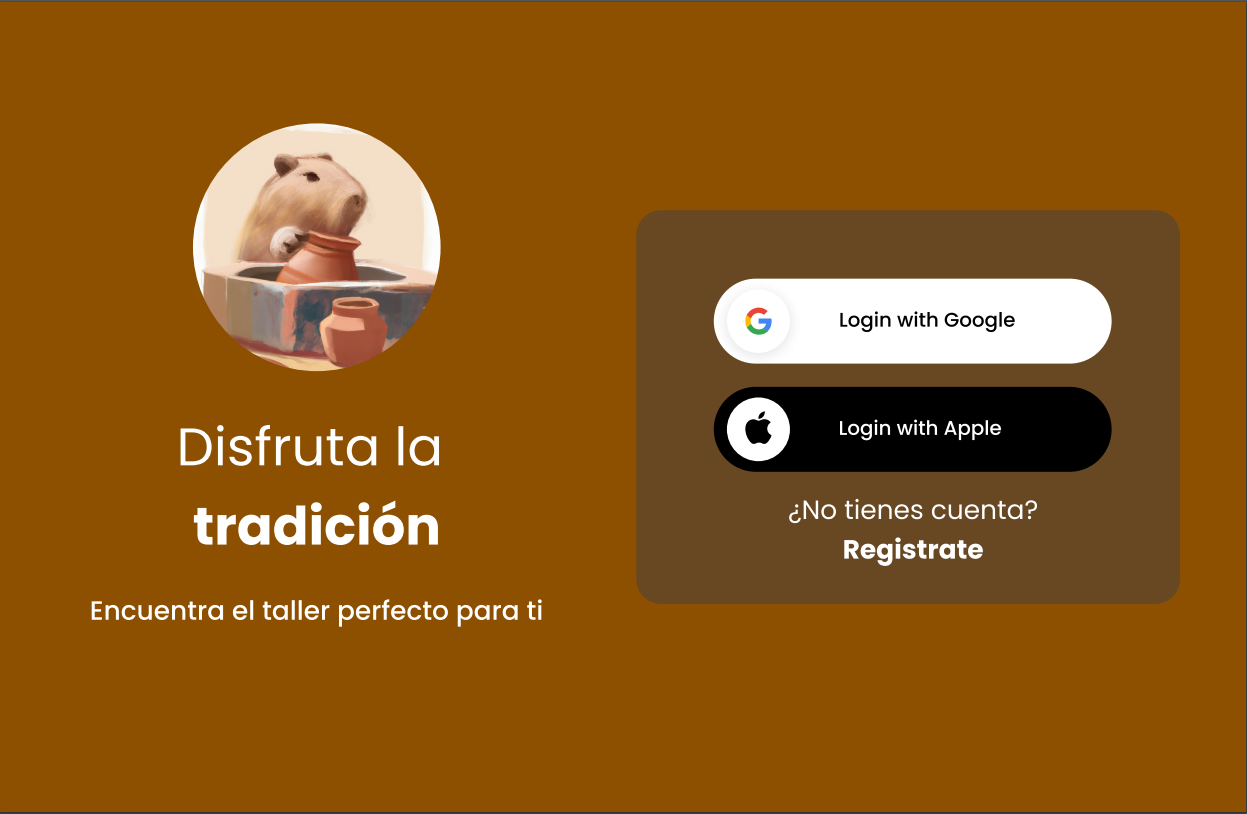 Disfruta la
tradición
Encuentra el taller perfecto para ti
Login with Google
Login with Apple
¿No tienes cuenta?
Registrate